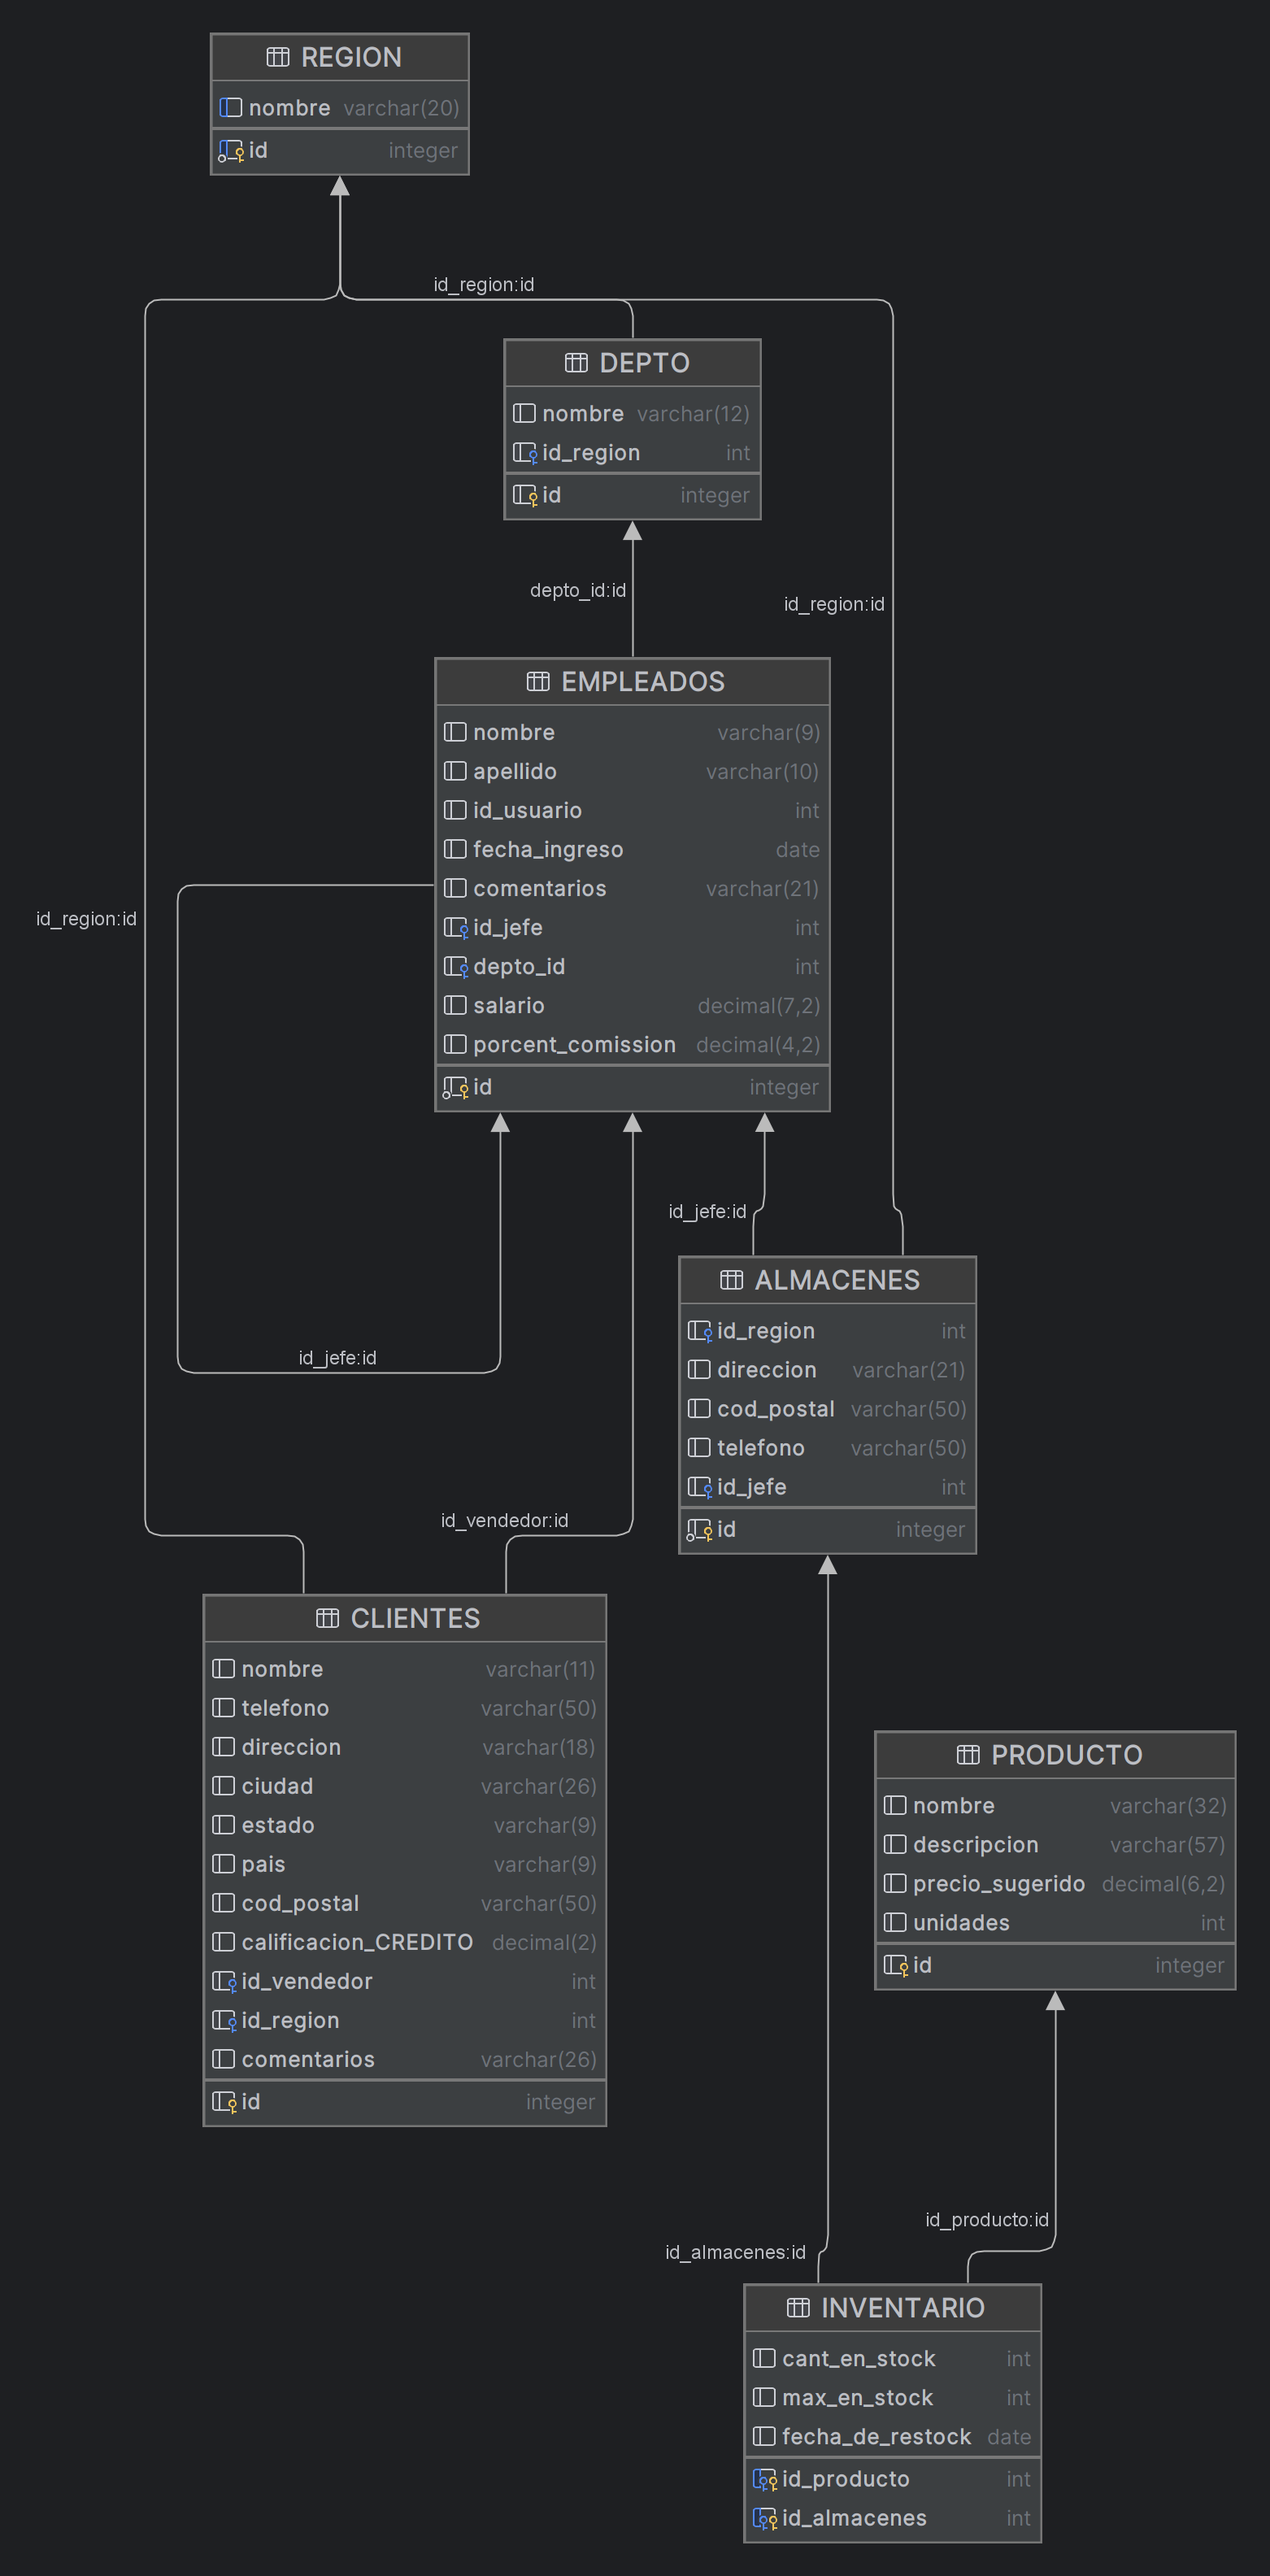 REGION
nombre varchar(20)
id integer
id_region:id
DEPTO
nombre varchar(12)
id_region int
id integer
depto_id:id
id_region:id
EMPLEADOS
nombre varchar(9)
apellido varchar(10)
id_usuario int
fecha_ingreso date
comentarios varchar(21)
id_jefe int
depto_id int
salario decimal(7,2)
porcent_comission decimal(4,2)
id integer
id_region:id
id_jefe:id
ALMACENES
id_region int
direccion varchar(21)
cod_postal varchar(50)
telefono varchar(50)
id_jefe int
id integer
id_jefe:id
id_vendedor:id
CLIENTES
nombre varchar(11)
telefono varchar(50)
direccion varchar(18)
ciudad varchar(26)
estado varchar(9)
pais varchar(9)
cod_postal varchar(50)
calificacion_CREDITO decimal(2)
id_vendedor int
id_region int
comentarios varchar(26)
id integer
PRODUCTO
nombre varchar(32)
descripcion varchar(57)
precio_sugerido decimal(6,2)
unidades int
id integer
id_producto:id
id_almacenes:id
INVENTARIO
cant_en_stock int
max_en_stock int
fecha_de_restock date
id_producto int
id_almacenes int